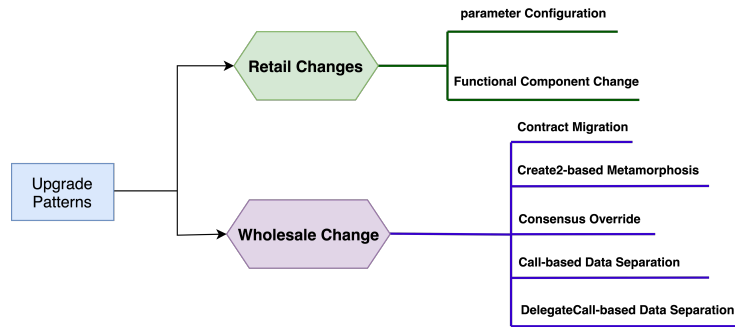 Upgrade
Patterns
Retail Changes
parameter Configuration
Functional Component Change
Wholesale Change
Contract Migration
Create2-based Metamorphosis
Consensus Override
Call-based Data Separation
DelegateCall-based Data Separation